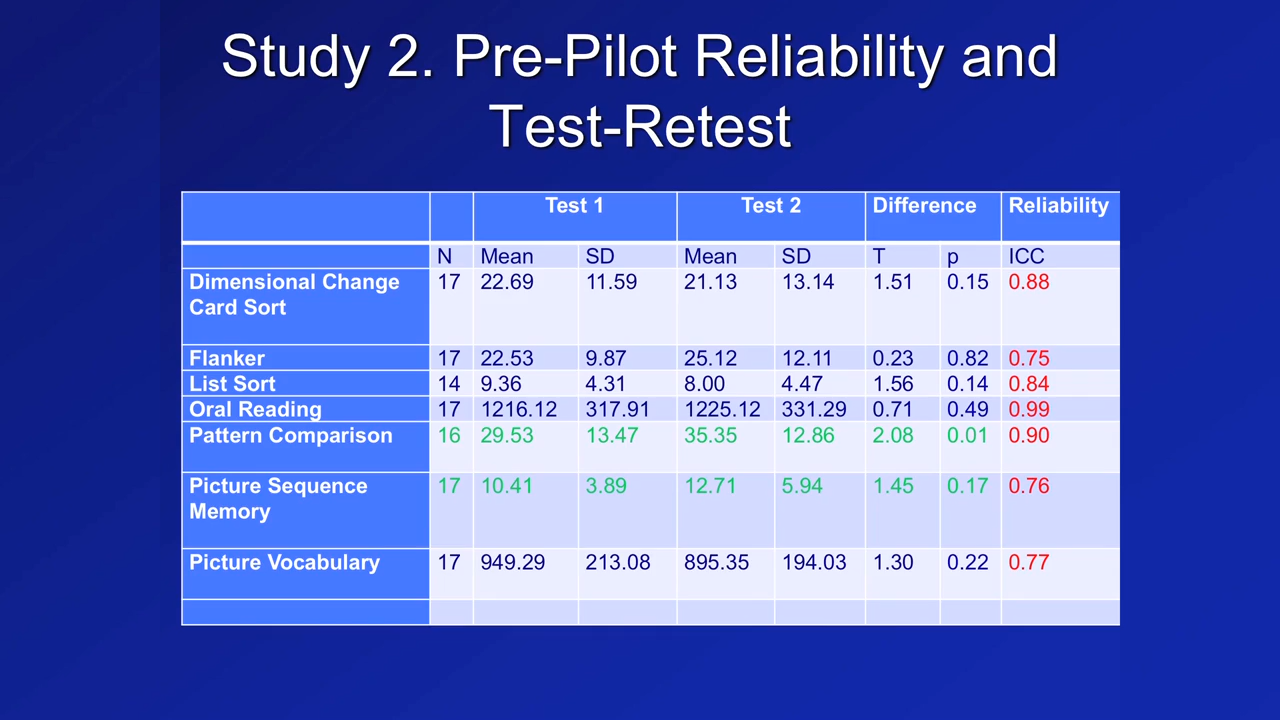 Study 2. Pre-Pilot Reliability and
Test-Retest
Test 1 Test 2 Difference Reliability
N Mean SD Mean SD T p ICC
Dimensional Change 17 22.69 11.59 21.13 13.14 1.51 0.15 0.88
Card Sort
Flanker 17 22.53 9.87 25.12 12.11 0.23 0.82 0.75
List Sort 14 9.36 4.31 8.00 4.47 1.56 0.14 0.84
Oral Reading 17 1216.12 317.91 1225.12 331.29 0.71 0.49 0.99
Pattern Comparison 16 29.53 13.47 35.35 12.86 2.08 0.01 0.90
Picture Sequence 17 10.41 3.89 12.71 5.94 1.45 0.17 0.76
Memory
Picture Vocabulary 17 949.29 213.08 895.35 194.03 1.30 0.22 0.77